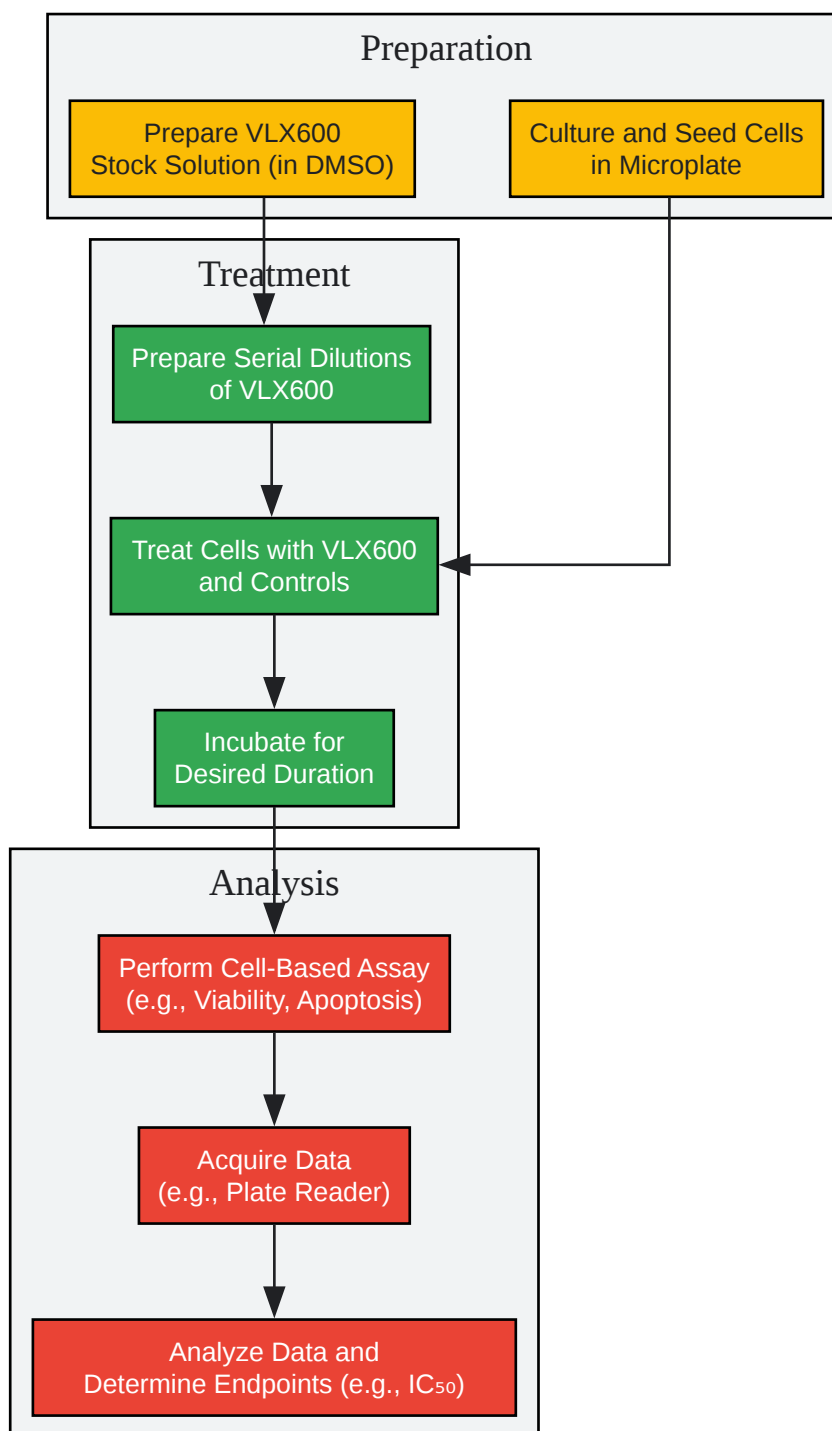 Preparation
Prepare VLX600
Stock Solution (in DMSO)
Culture and Seed Cells
in Microplate
Treatment
Prepare Serial Dilutions
of VLX600
Treat Cells with VLX600
and Controls
Incubate for
Desired Duration
Analysis
Perform Cell-Based Assay
(e.g., Viability, Apoptosis)
Acquire Data
(e.g., Plate Reader)
Analyze Data and
Determine Endpoints (e.g., IC₅₀)